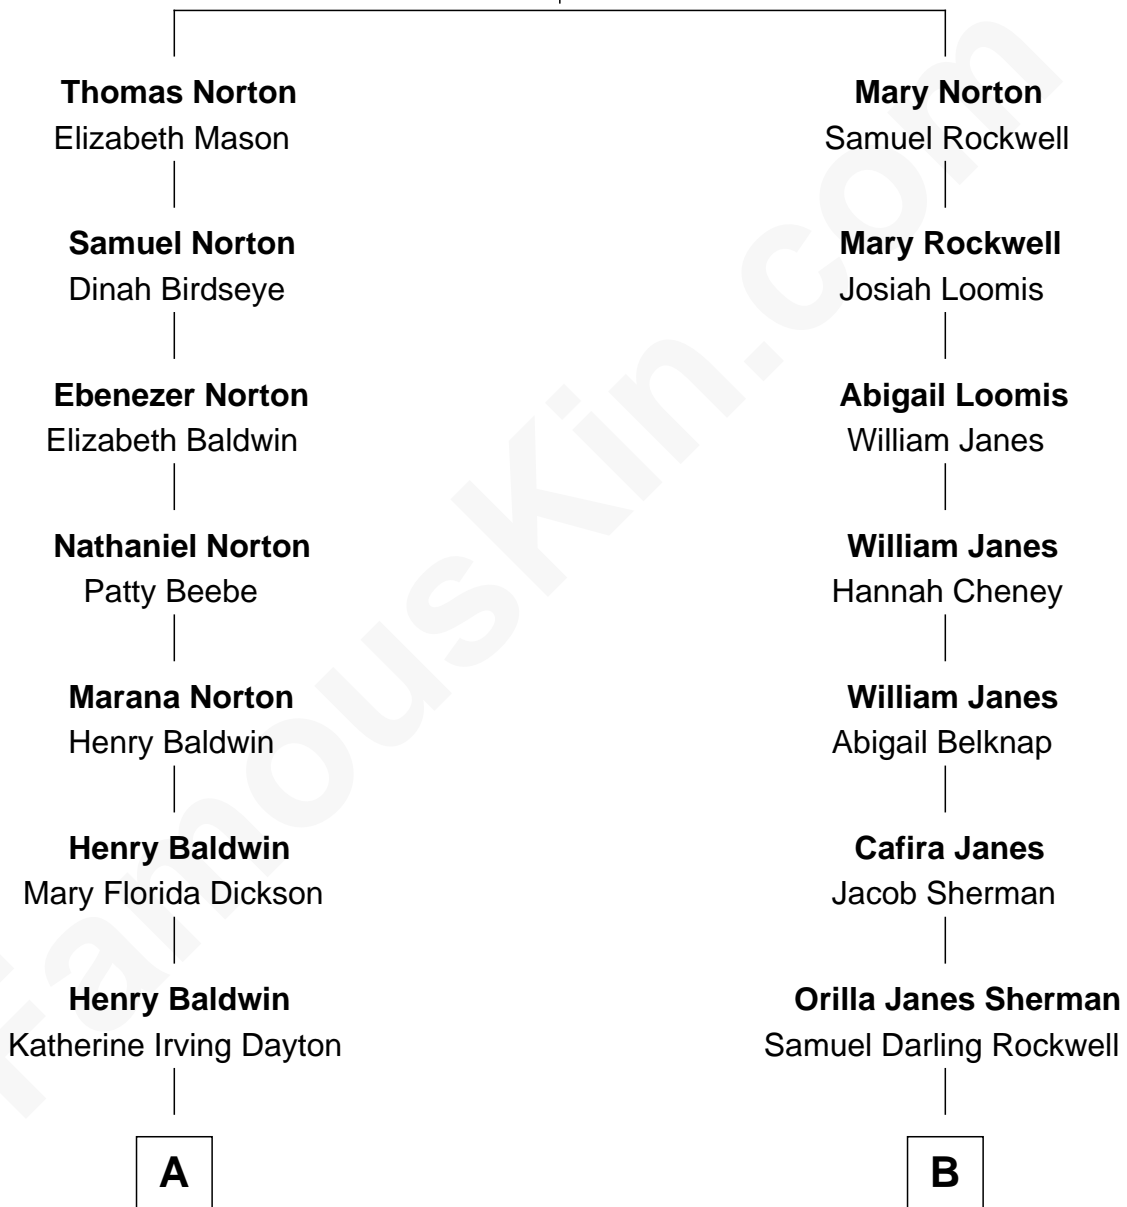 Thomas Norton
Elizabeth Mason
Samuel Norton
Dinah Birdseye
Ebenezer Norton
Elizabeth Baldwin
Nathaniel Norton
Patty Beebe
Marana Norton
Henry Baldwin
Henry Baldwin
Mary Florida Dickson
Henry Baldwin
Katherine Irving Dayton
A
Mary Norton
Samuel Rockwell
Mary Rockwell
Josiah Loomis
Abigail Loomis
William Janes
William Janes
Hannah Cheney
William Janes
Abigail Belknap
Cafira Janes
Jacob Sherman
Orilla Janes Sherman
Samuel Darling Rockwell
B
FamousKin.com